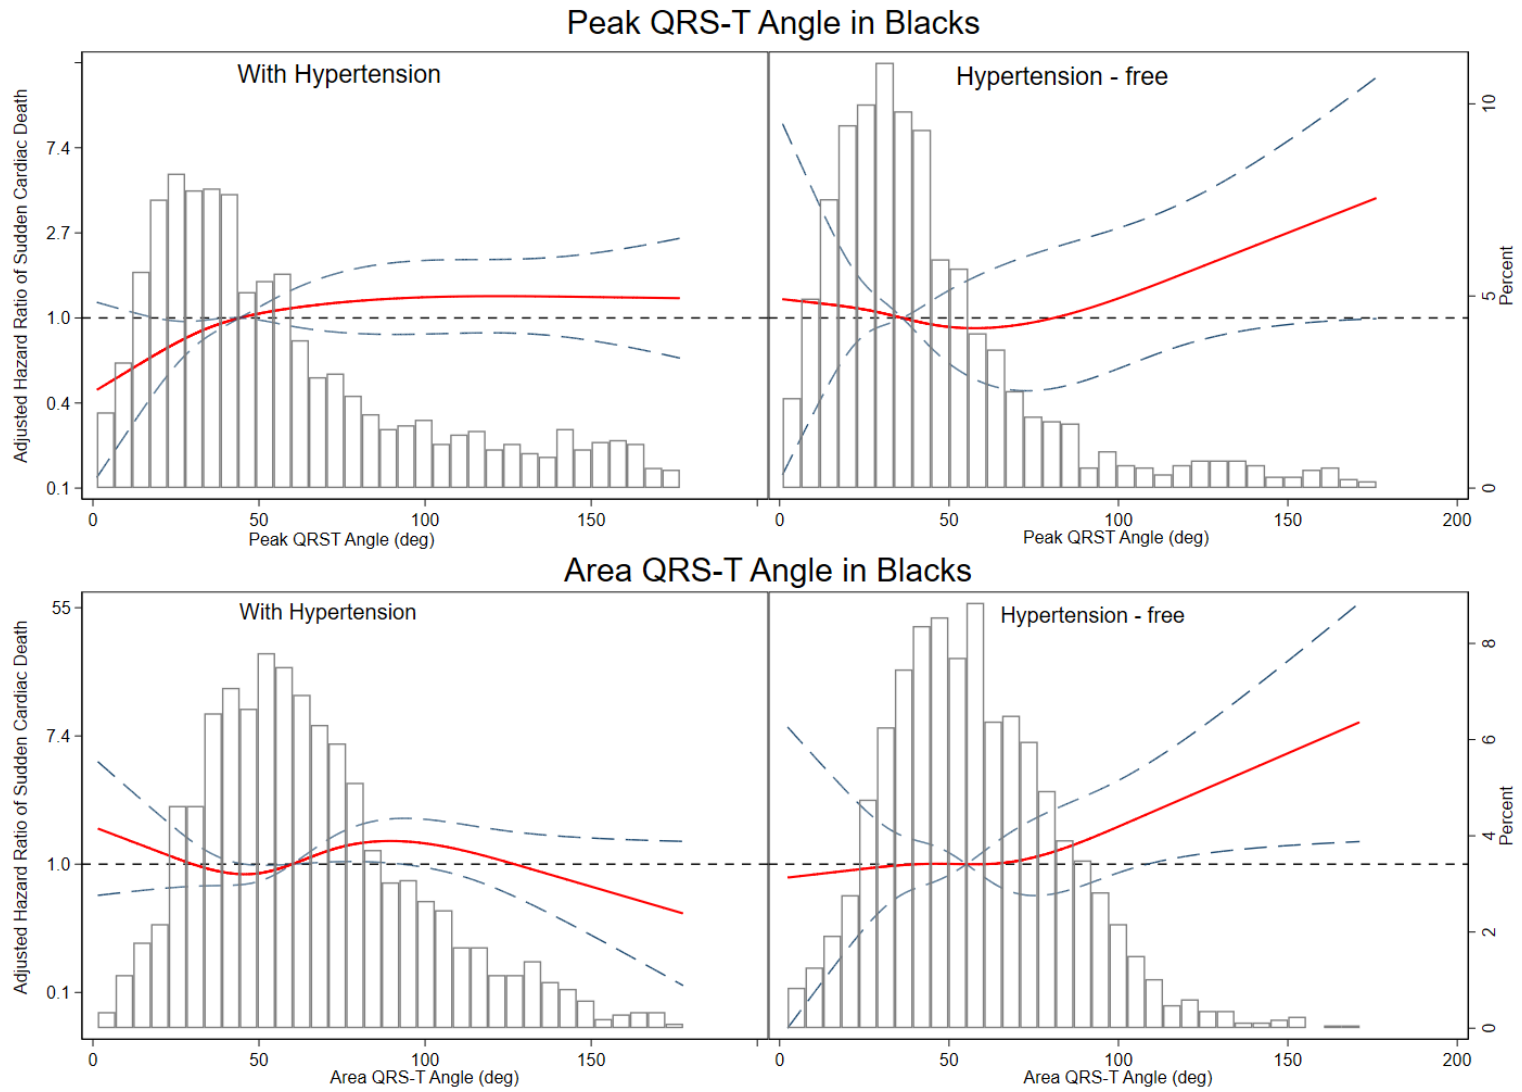 Peak QRS-T Angle in Blacks
With Hypertension
Hypertension - free
Adjusted Hazard Ratio of Sudden Cardiac Death
7.4
2.7
1.0
0.4
0.1
10
5
0
Percent
0 50 100 150
0 50 100 150 200
Peak QRST Angle (deg)
Peak QRST Angle (deg)
Area QRS-T Angle in Blacks
With Hypertension
Hypertension - free
Adjusted Hazard Ratio of Sudden Cardiac Death
55
7.4
1.0
0.1
8
6
4
2
0
Percent
0 50 100 150
0 50 100 150 200
Area QRS-T Angle (deg)
Area QRS-T Angle (deg)